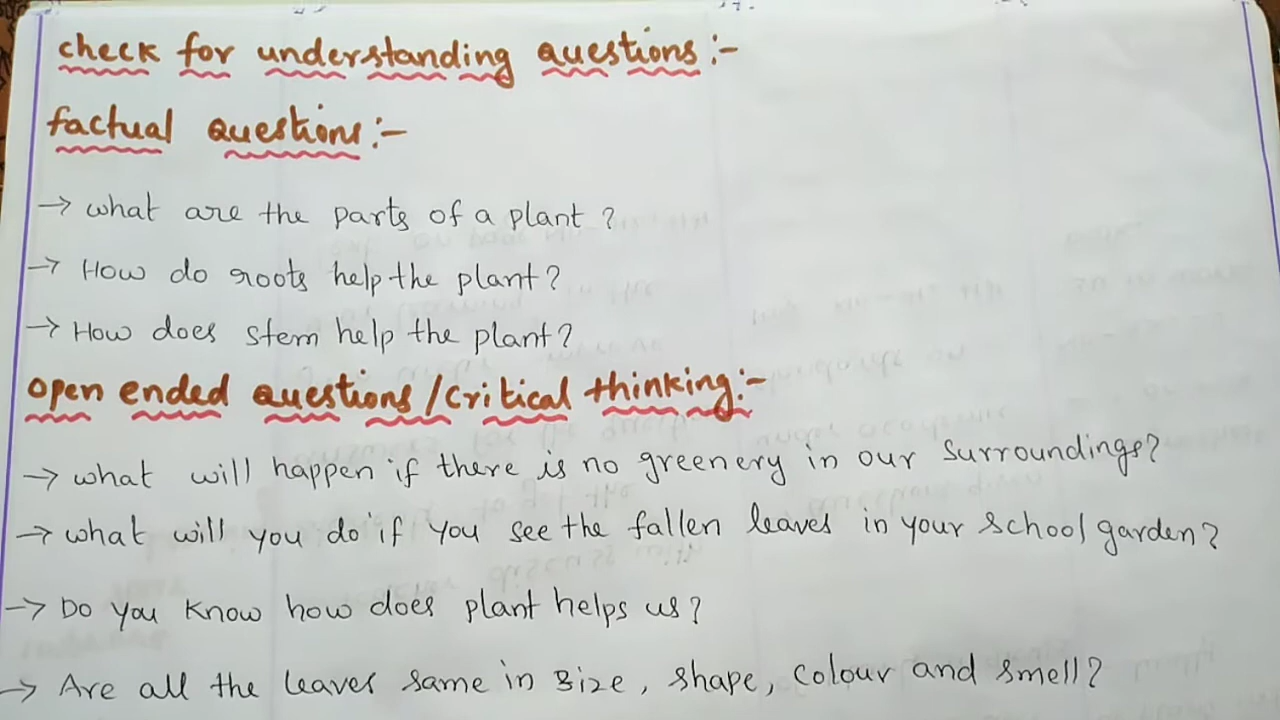 check for understanding questions:-
factual questions:-
→ what are the parts of a plant?
→ How do roots help the plant?
→ How does stem help the plant?
open ended questions/critical thinking:-
→ what will happen if there is no greenery in our surroundings?
→ what will you do if you see the fallen leaves in your school garden?
→ Do you know how does plant helps us?
→ Are all the leaves same in size, shape, colour and smell?